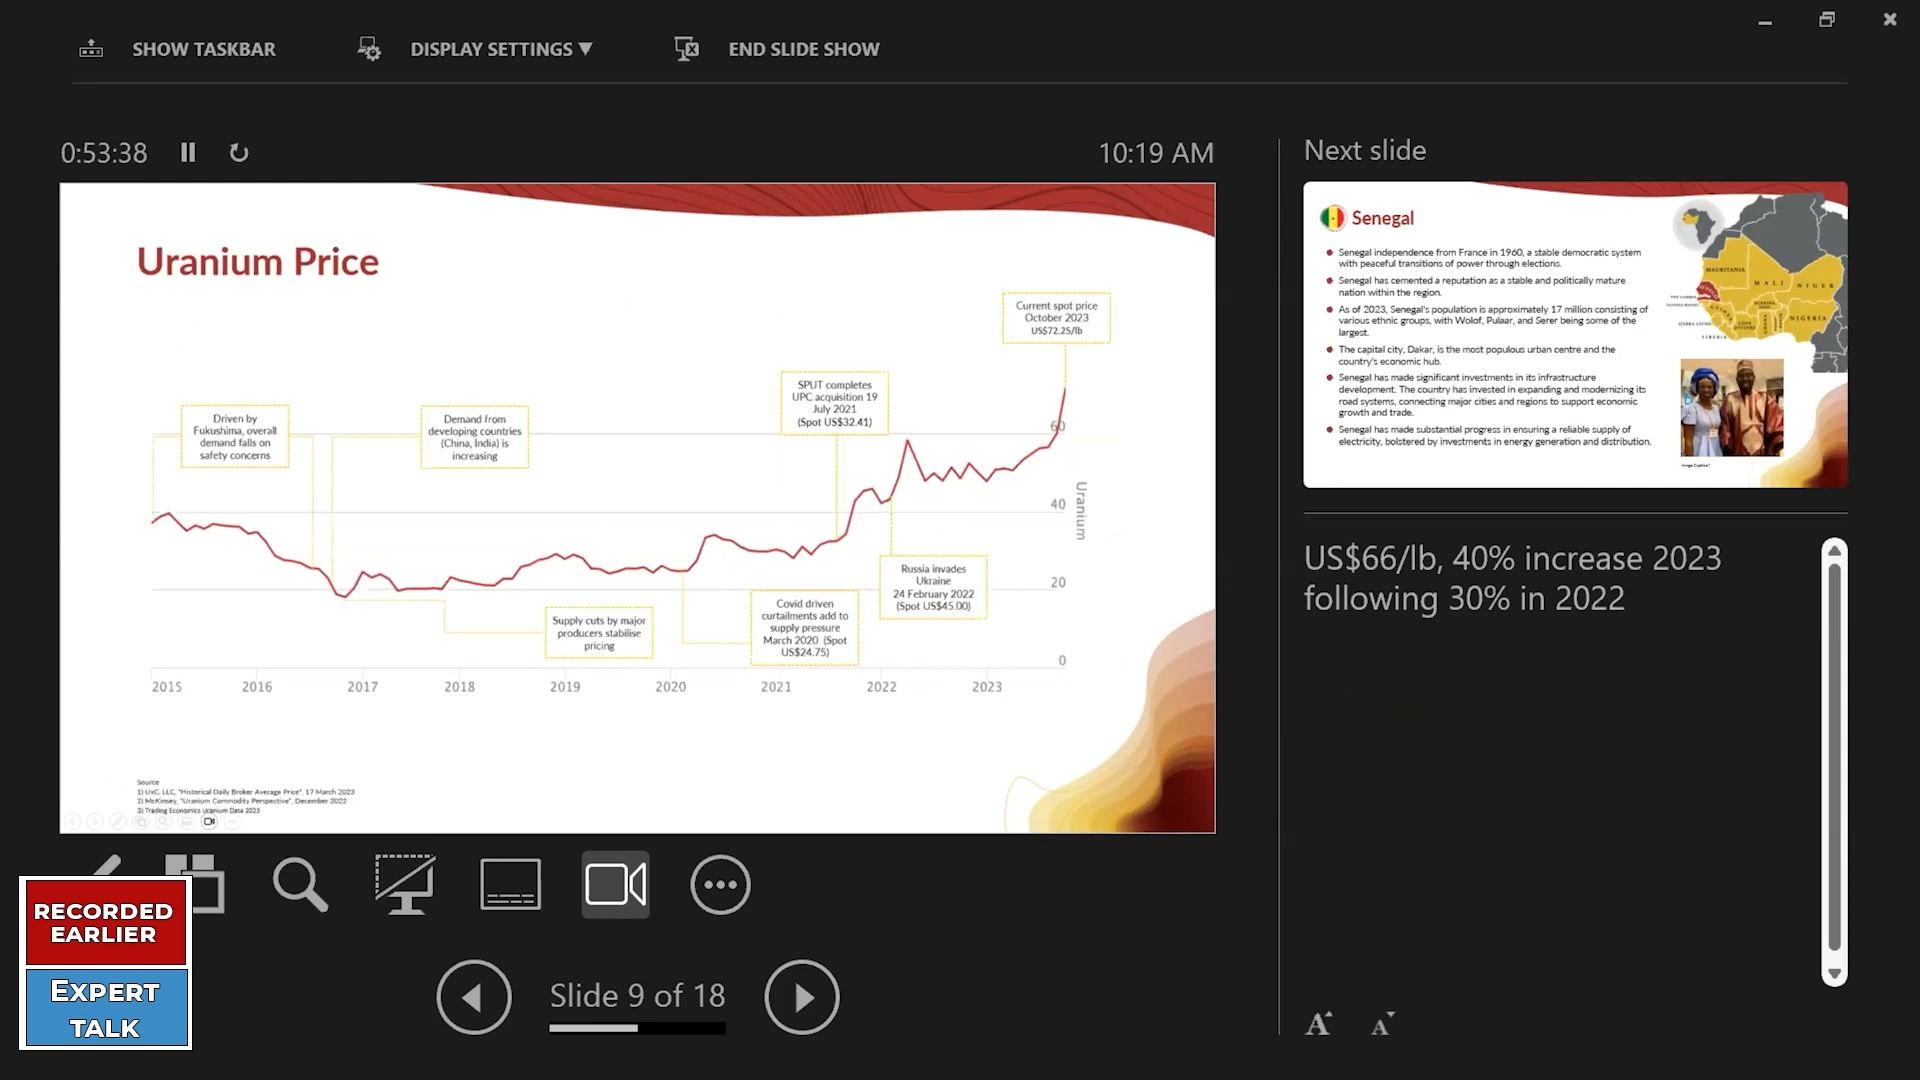 SHOW TASKBAR
DISPLAY SETTINGS ▼
END SLIDE SHOW
0:53:38
10:19 AM
Uranium Price
Current spot price
October 2023
US$72.25/lb
SPUT completes
UPC acquisition 19
July 2021
(Spot US$32.41)
Driven by
Fukushima, overall
demand falls on
safety concerns
Demand from
developing countries
(China, India) is
increasing
Russia invades
Ukraine
24 February 2022
(Spot US$45.00)
Covid driven
curtailments add to
supply pressure
March 2020 (Spot
US$24.75)
Supply cuts by major
producers stabilise
pricing
60
40
20
0
Uranium
2015
2016
2017
2018
2019
2020
2021
2022
2023
Source
1) UxC, LLC, "Historical Daily Broker Average Price". 17 March 2023
2) McKinsey, "Uranium Commodity Perspective", December 2022
3) Trading Economics Uranium Data 2023
Next slide
Senegal
Senegal independence from France in 1960, a stable democratic system
with peaceful transitions of power through elections.
Senegal has cemented a reputation as a stable and politically mature
nation within the region.
As of 2023, Senegal's population is approximately 17 million consisting of
various ethnic groups, with Wolof, Pulaar, and Serer being some of the
largest.
The capital city, Dakar, is the most populous urban centre and the
country's economic hub.
Senegal has made significant investments in its infrastructure
development. The country has invested in expanding and modernizing its
road systems, connecting major cities and regions to support economic
growth and trade.
Senegal has made substantial progress in ensuring a reliable supply of
electricity, bolstered by investments in energy generation and distribution.
MAURITANIA
MALI
NIGER
NIGERIA
SIERRA LEONE
LIBERIA
Image Caption?
US$66/lb, 40% increase 2023
following 30% in 2022
RECORDED
EARLIER
EXPERT
TALK
Slide 9 of 18
A
A